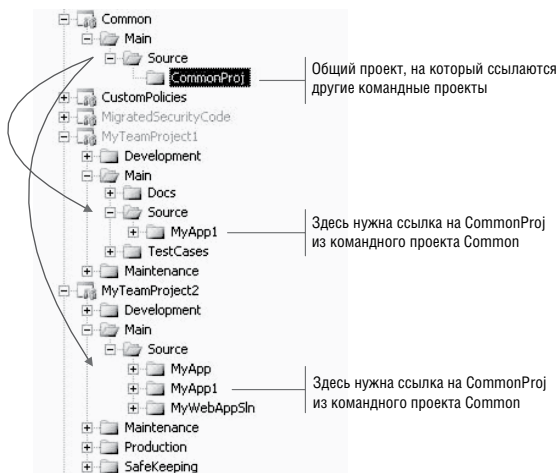 Common
Main
Source
CommonProj
Общий проект, на который ссылаются
другие командные проекты
CustomPolicies
MigratedSecurityCode
MyTeamProject1
Development
Main
Docs
Source
MyApp1
Здесь нужна ссылка на CommonProj
из командного проекта Common
TestCases
Maintenance
MyTeamProject2
Development
Main
Source
MyApp
MyApp1
Здесь нужна ссылка на CommonProj
из командного проекта Common
MyWebAppSln
Maintenance
Production
SafeKeeping